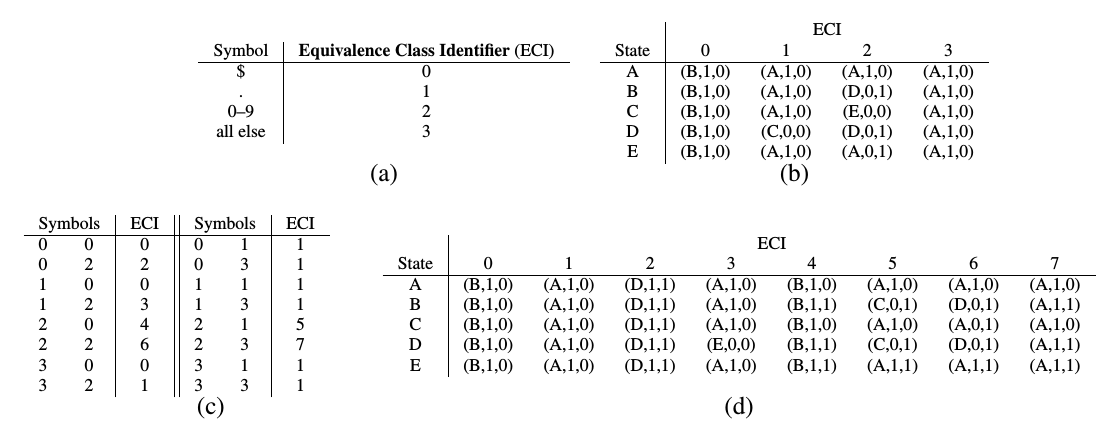 Symbol Equivalence Class Identifier (ECI)
$ 0
. 1
0–9 2
all else 3
(a)
ECI
State 0 1 2 3
A (B,1,0) (A,1,0) (A,1,0) (A,1,0)
B (B,1,0) (A,1,0) (D,0,1) (A,1,0)
C (B,1,0) (A,1,0) (E,0,0) (A,1,0)
D (B,1,0) (C,0,0) (D,0,1) (A,1,0)
E (B,1,0) (A,1,0) (A,0,1) (A,1,0)
(b)
Symbols ECI Symbols ECI
0 0 0 0 1 1
0 2 2 0 3 1
1 0 0 1 1 1
1 2 3 1 3 1
2 0 4 2 1 5
2 2 6 2 3 7
3 0 0 3 1 1
3 2 1 3 3 1
(c)
ECI
State 0 1 2 3 4 5 6 7
A (B,1,0) (A,1,0) (D,1,1) (A,1,0) (B,1,0) (A,1,0) (A,1,0) (A,1,0)
B (B,1,0) (A,1,0) (D,1,1) (A,1,0) (B,1,1) (C,0,1) (D,0,1) (A,1,1)
C (B,1,0) (A,1,0) (D,1,1) (A,1,0) (B,1,0) (A,1,0) (A,0,1) (A,1,0)
D (B,1,0) (A,1,0) (D,1,1) (E,0,0) (B,1,1) (C,0,1) (D,0,1) (A,1,1)
E (B,1,0) (A,1,0) (D,1,1) (A,1,0) (B,1,1) (A,1,1) (A,1,1) (A,1,1)
(d)